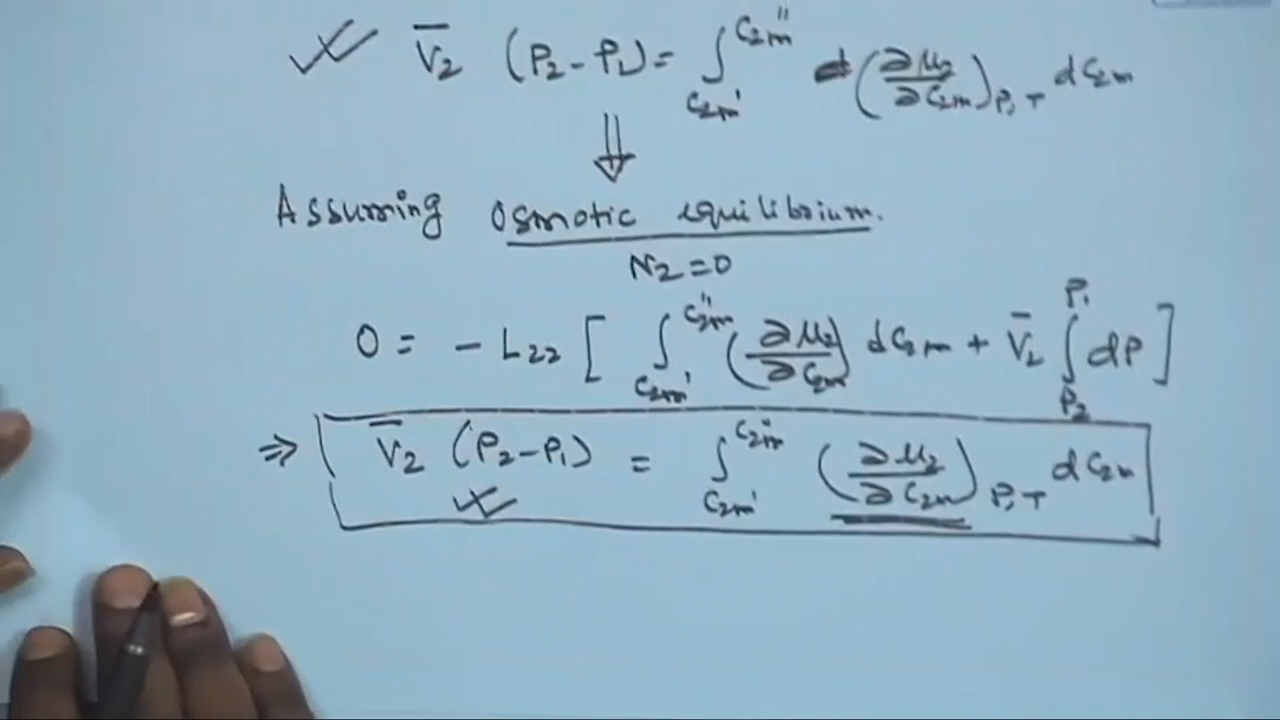 V̄₂ (P₂ - P₁) = ∫_{C₂m'}^{C₂m''} (∂μ₂/∂C₂m)_{P,T} dC₂m
⇓
Assuming osmotic equilibrium.
N₂ = 0
0 = - L₂₂ [ ∫_{C₂m'}^{C₂m''} (∂μ₂/∂C₂m) dC₂m + V̄₂ ∫_{P₂}^{P₁} dP ]
⇒ V̄₂ (P₂ - P₁) = ∫_{C₂m'}^{C₂m''} (∂μ₂/∂C₂m)_{P,T} dC₂m